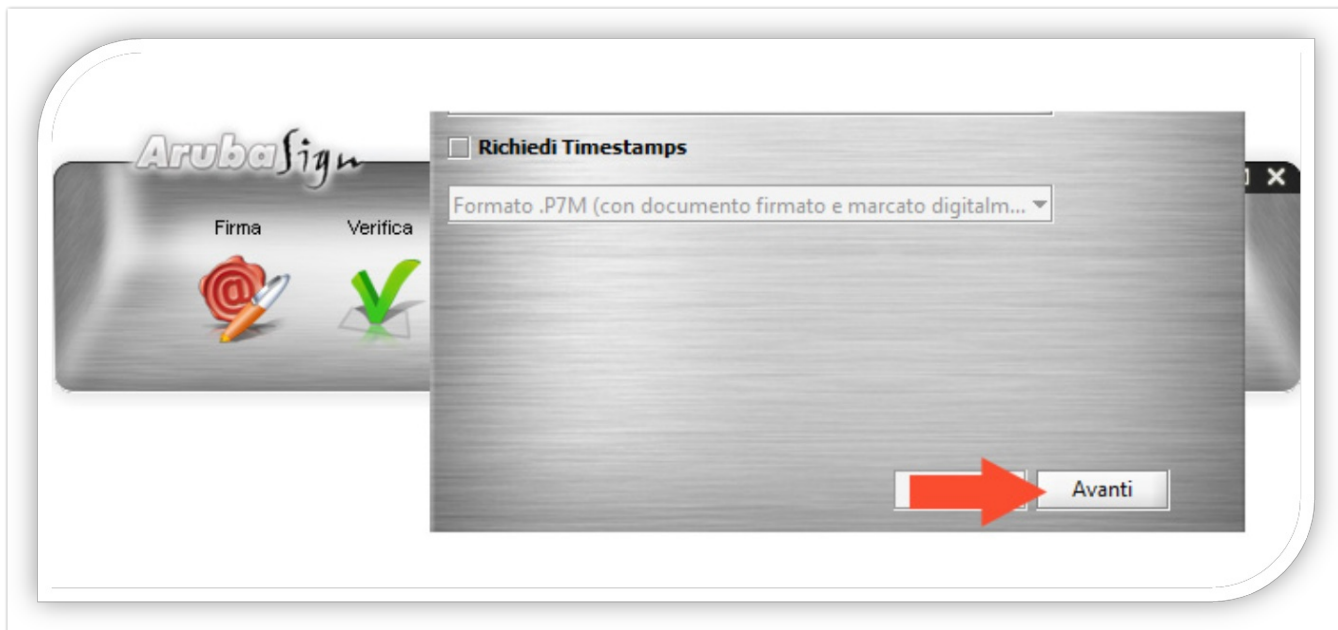 ArubaSign
Richiedi Timestamps
Formato .P7M (con documento firmato e marcato digitalm...
Firma
Verifica
Avanti